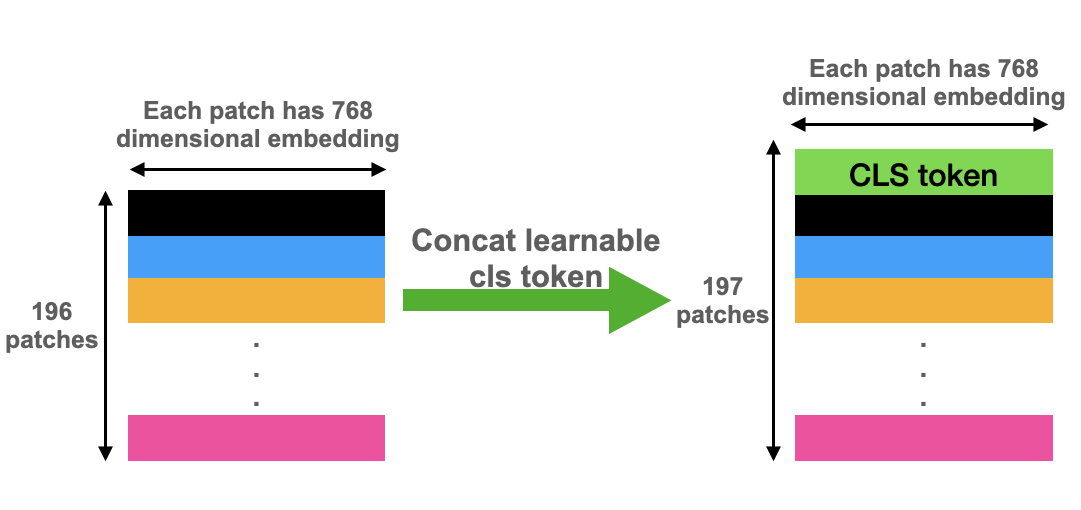 Each patch has 768
dimensional embedding
196
patches
.
.
.
Concat learnable
cls token
Each patch has 768
dimensional embedding
CLS token
197
patches
.
.
.